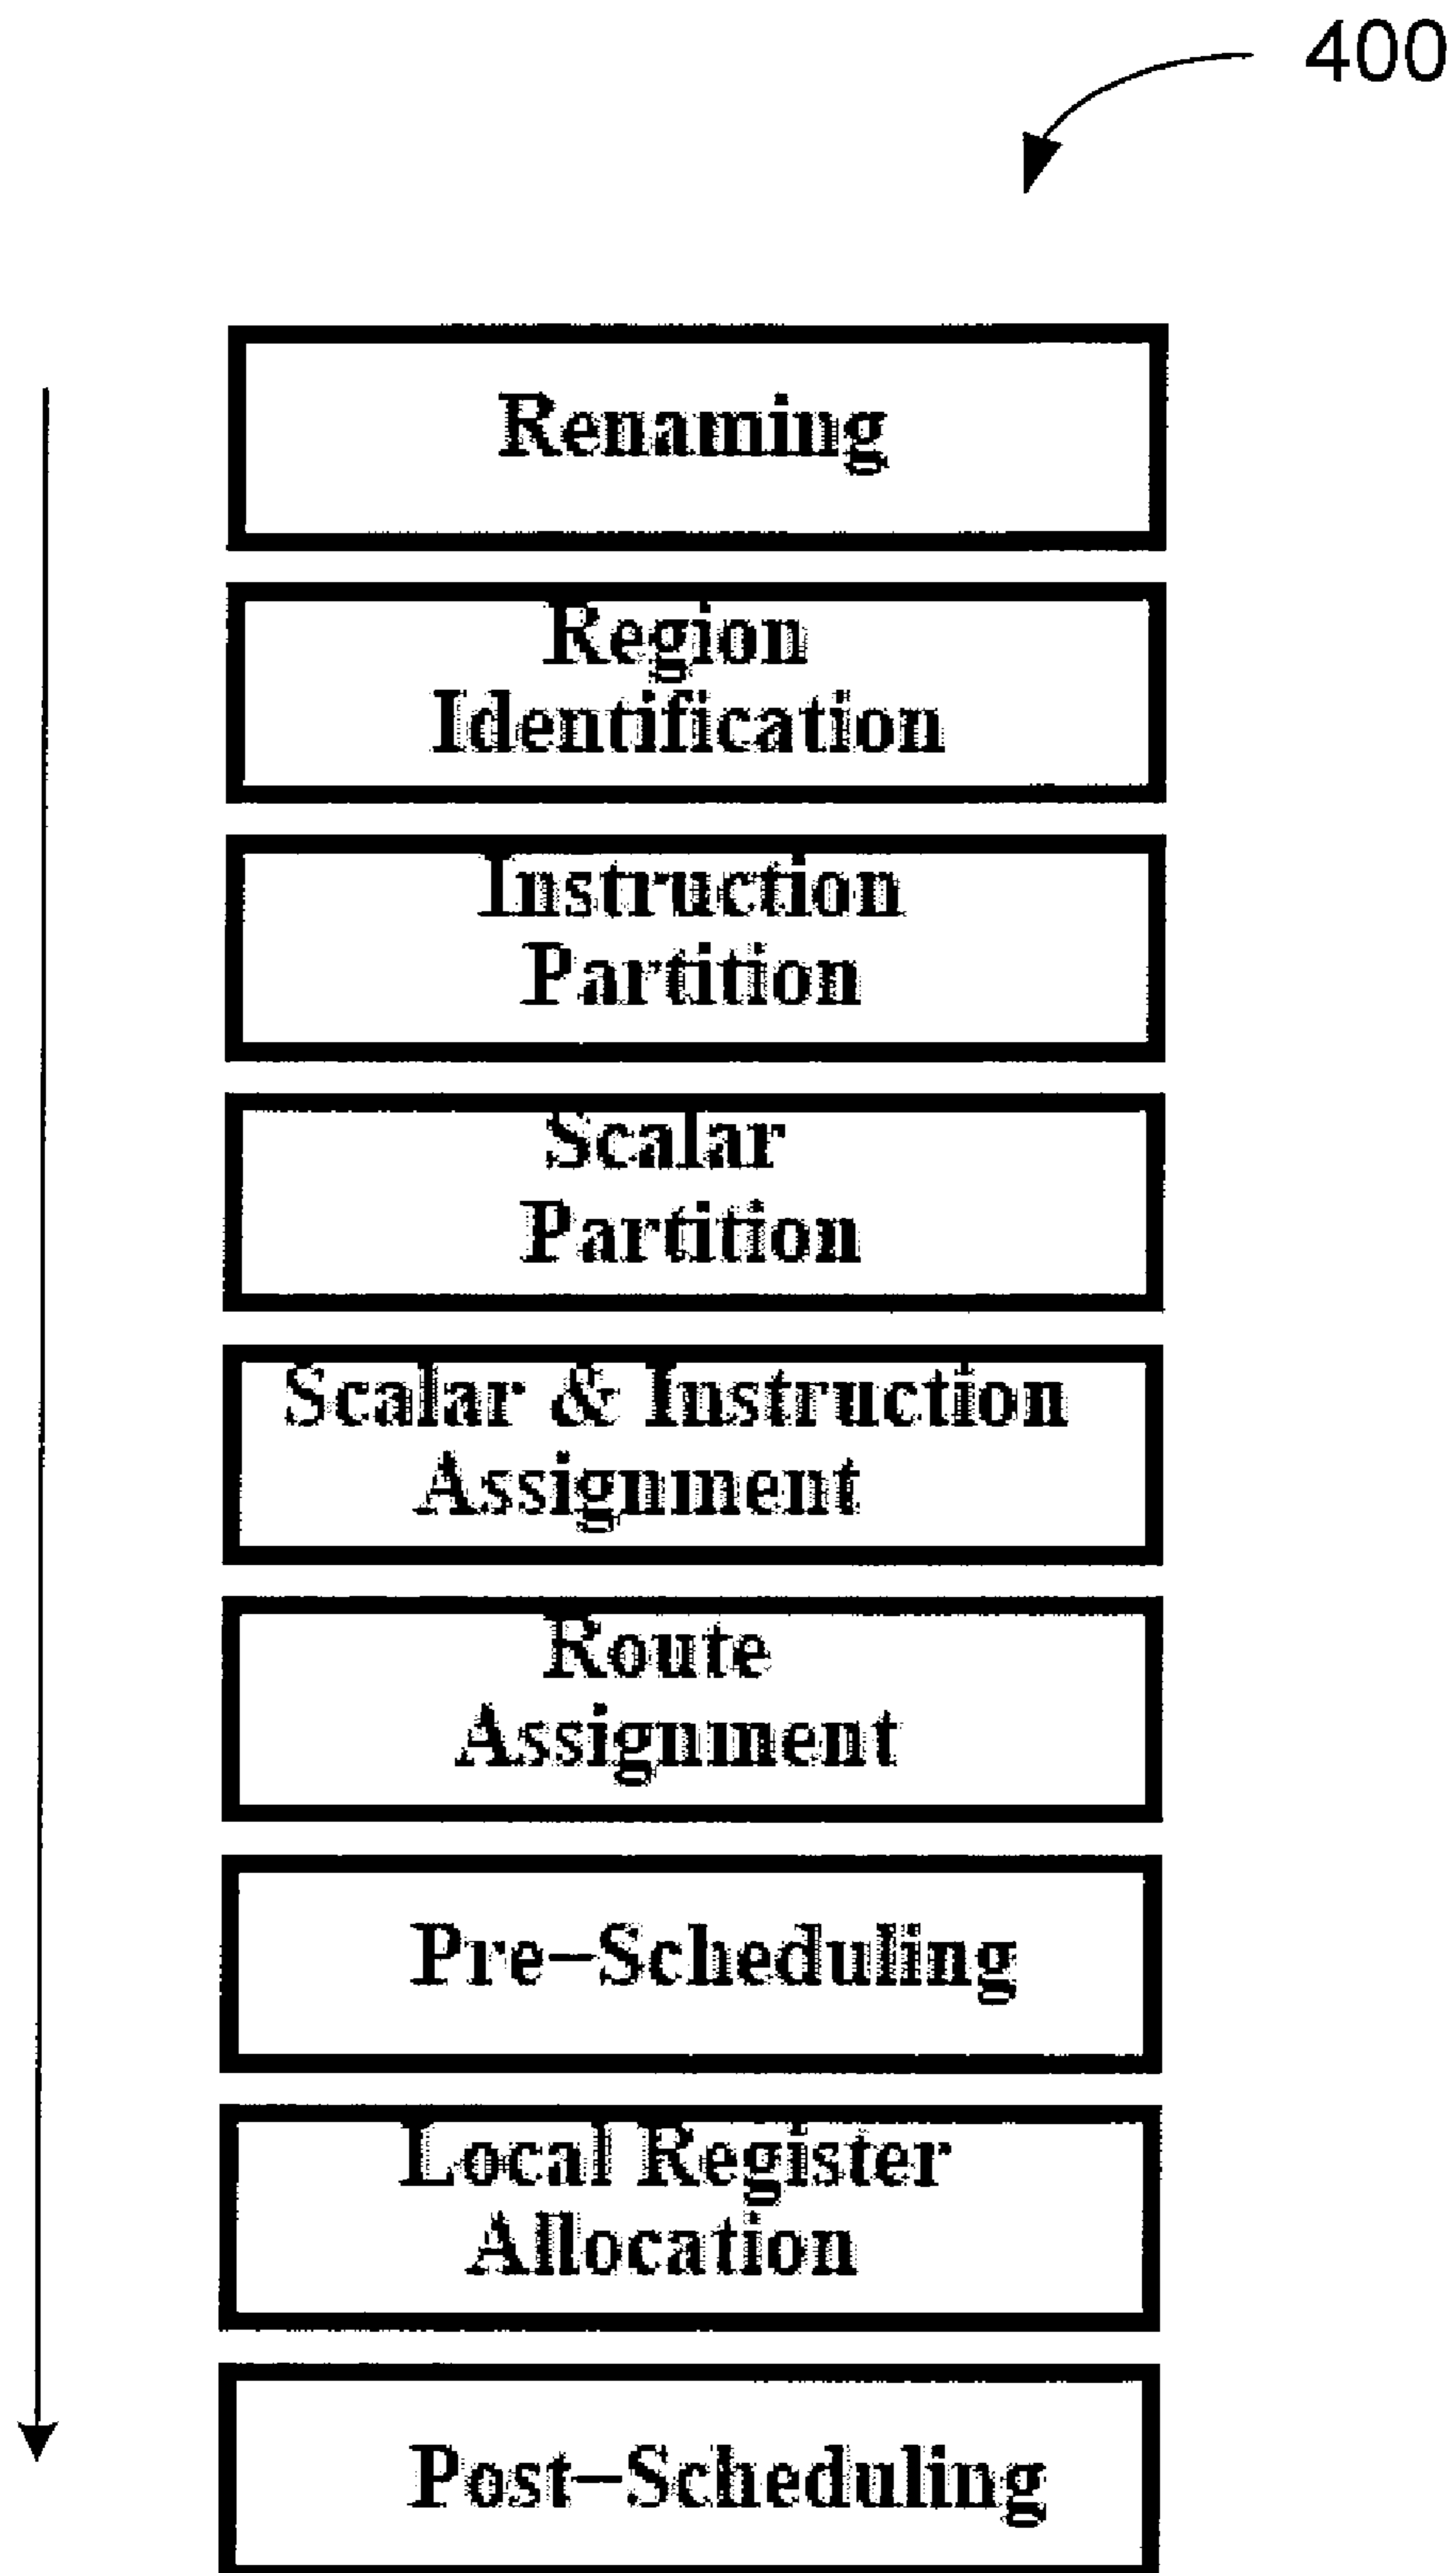 400
Renaming
Region
Identification
Instruction
Partition
Scalar
Partition
Scalar & Instruction
Assignment
Route
Assignment
Pre-Scheduling
Local Register
Allocation
Post-Scheduling